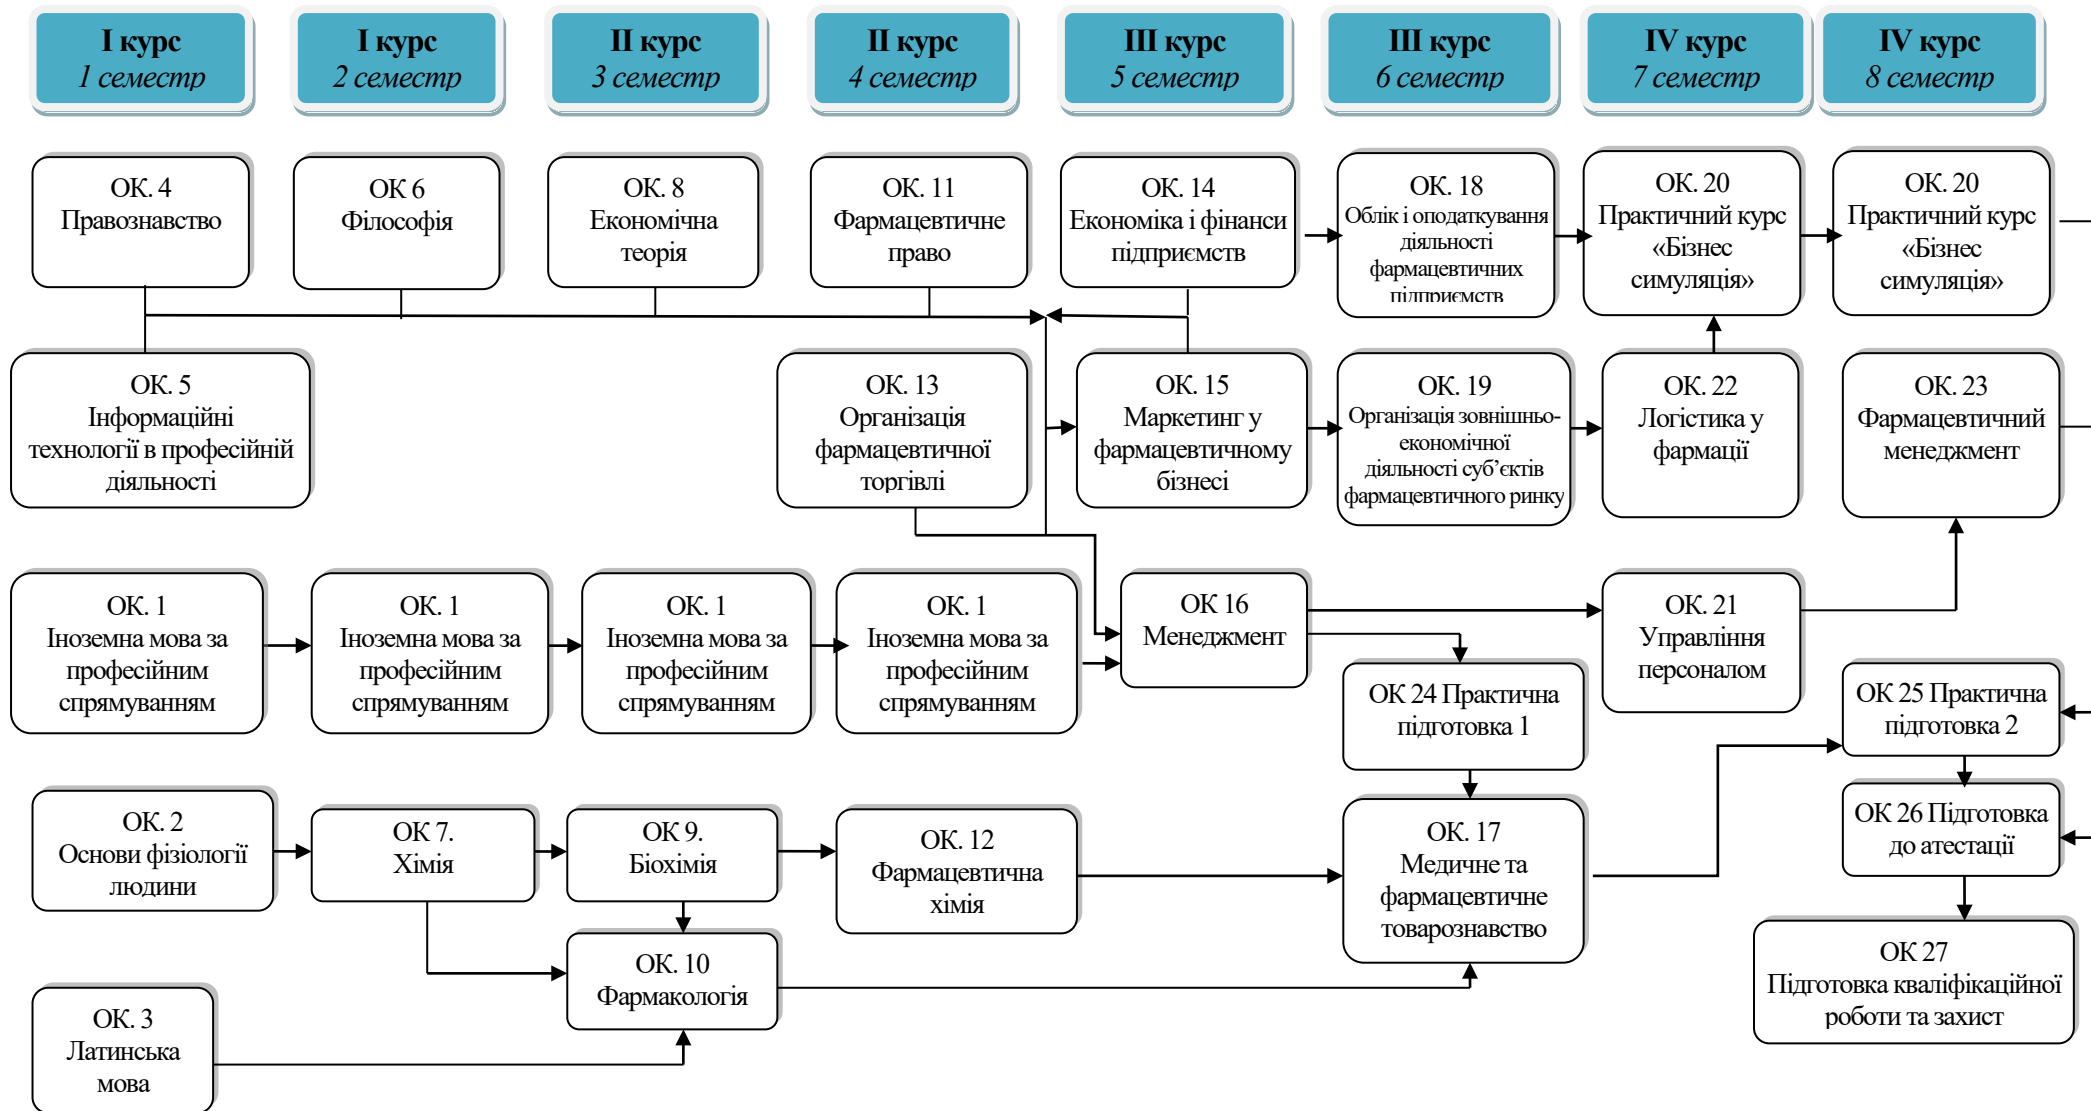 I курс
1 семестр
I курс
2 семестр
II курс
3 семестр
II курс
4 семестр
III курс
5 семестр
III курс
6 семестр
IV курс
7 семестр
IV курс
8 семестр
ОК. 4
Правознавство
ОК 6
Філософія
ОК. 8
Економічна
теорія
ОК. 11
Фармацевтичне
право
ОК. 14
Економіка і фінанси
підприємств
ОК. 18
Облік і оподаткування
діяльності
фармацевтичних
підприємств
ОК. 20
Практичний курс
«Бізнес
симуляція»
ОК. 20
Практичний курс
«Бізнес
симуляція»
ОК. 5
Інформаційні
технології в професійній
діяльності
ОК. 13
Організація
фармацевтичної
торгівлі
ОК. 15
Маркетинг у
фармацевтичному
бізнесі
ОК. 19
Організація зовнішньо-
економічної
діяльності суб’єктів
фармацевтичного ринку
ОК. 22
Логістика у
фармації
ОК. 23
Фармацевтичний
менеджмент
ОК. 1
Іноземна мова за
професійним
спрямуванням
ОК. 1
Іноземна мова за
професійним
спрямуванням
ОК. 1
Іноземна мова за
професійним
спрямуванням
ОК. 1
Іноземна мова за
професійним
спрямуванням
ОК 16
Менеджмент
ОК. 21
Управління
персоналом
ОК 24 Практична
підготовка 1
ОК 25 Практична
підготовка 2
ОК. 2
Основи фізіології
людини
ОК 7.
Хімія
ОК 9.
Біохімія
ОК. 12
Фармацевтична
хімія
ОК. 17
Медичне та
фармацевтичне
товарознавство
ОК 26 Підготовка
до атестації
ОК. 10
Фармакологія
ОК 27
Підготовка кваліфікаційної
роботи та захист
ОК. 3
Латинська
мова